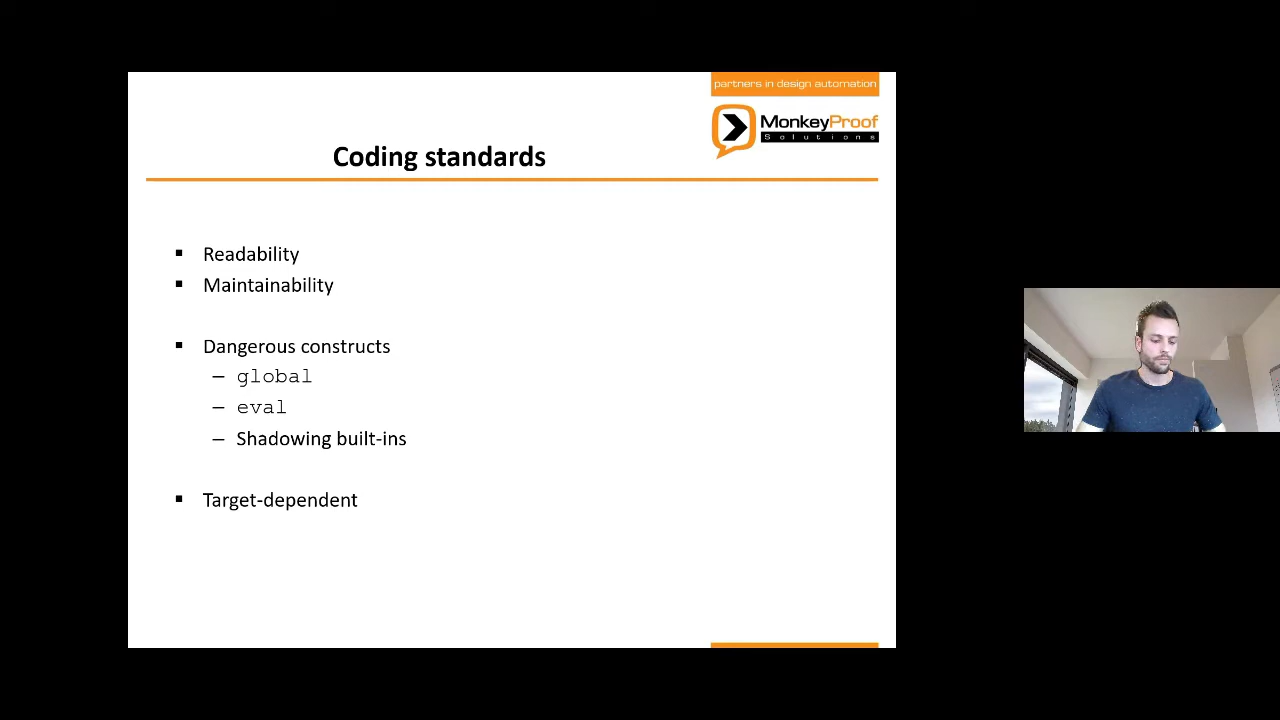 partners in design automation
MonkeyProof
Solutions
Coding standards
▪ Readability
▪ Maintainability
▪ Dangerous constructs
– global
– eval
– Shadowing built-ins
▪ Target-dependent